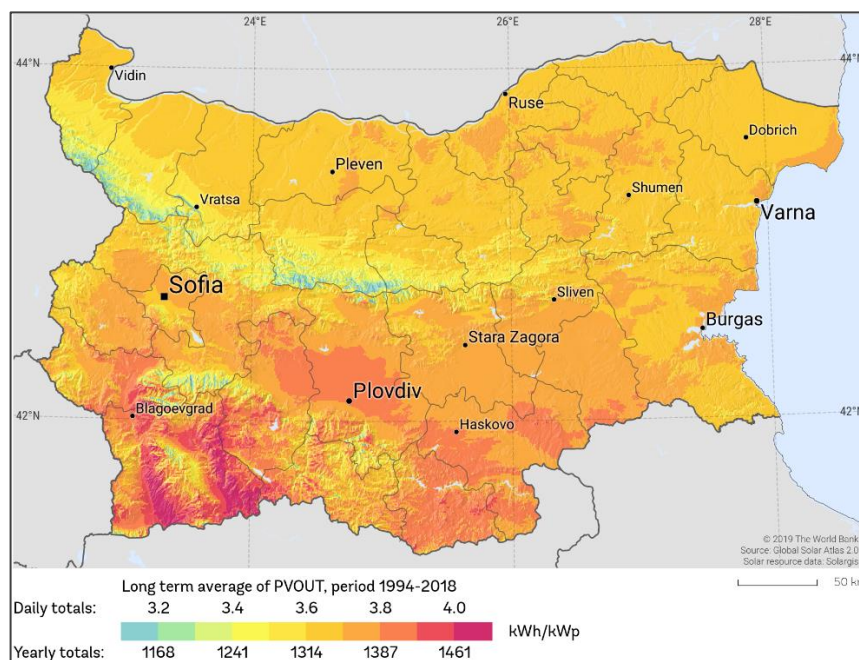 24°E
26°E
28°E
44°N
44°N
Vidin
Ruse
Dobrich
Pleven
Shumen
Vratsa
Varna
Sofia
Sliven
Burgas
Stara Zagora
Plovdiv
42°N
42°N
Blagoevgrad
Haskovo
© 2019 The World Bank
Source: Global Solar Atlas 2.0
Solar resource data: Solargis
50 km
Long term average of PVOUT, period 1994-2018
Daily totals: 3.2 3.4 3.6 3.8 4.0
kWh/kWp
Yearly totals: 1168 1241 1314 1387 1461